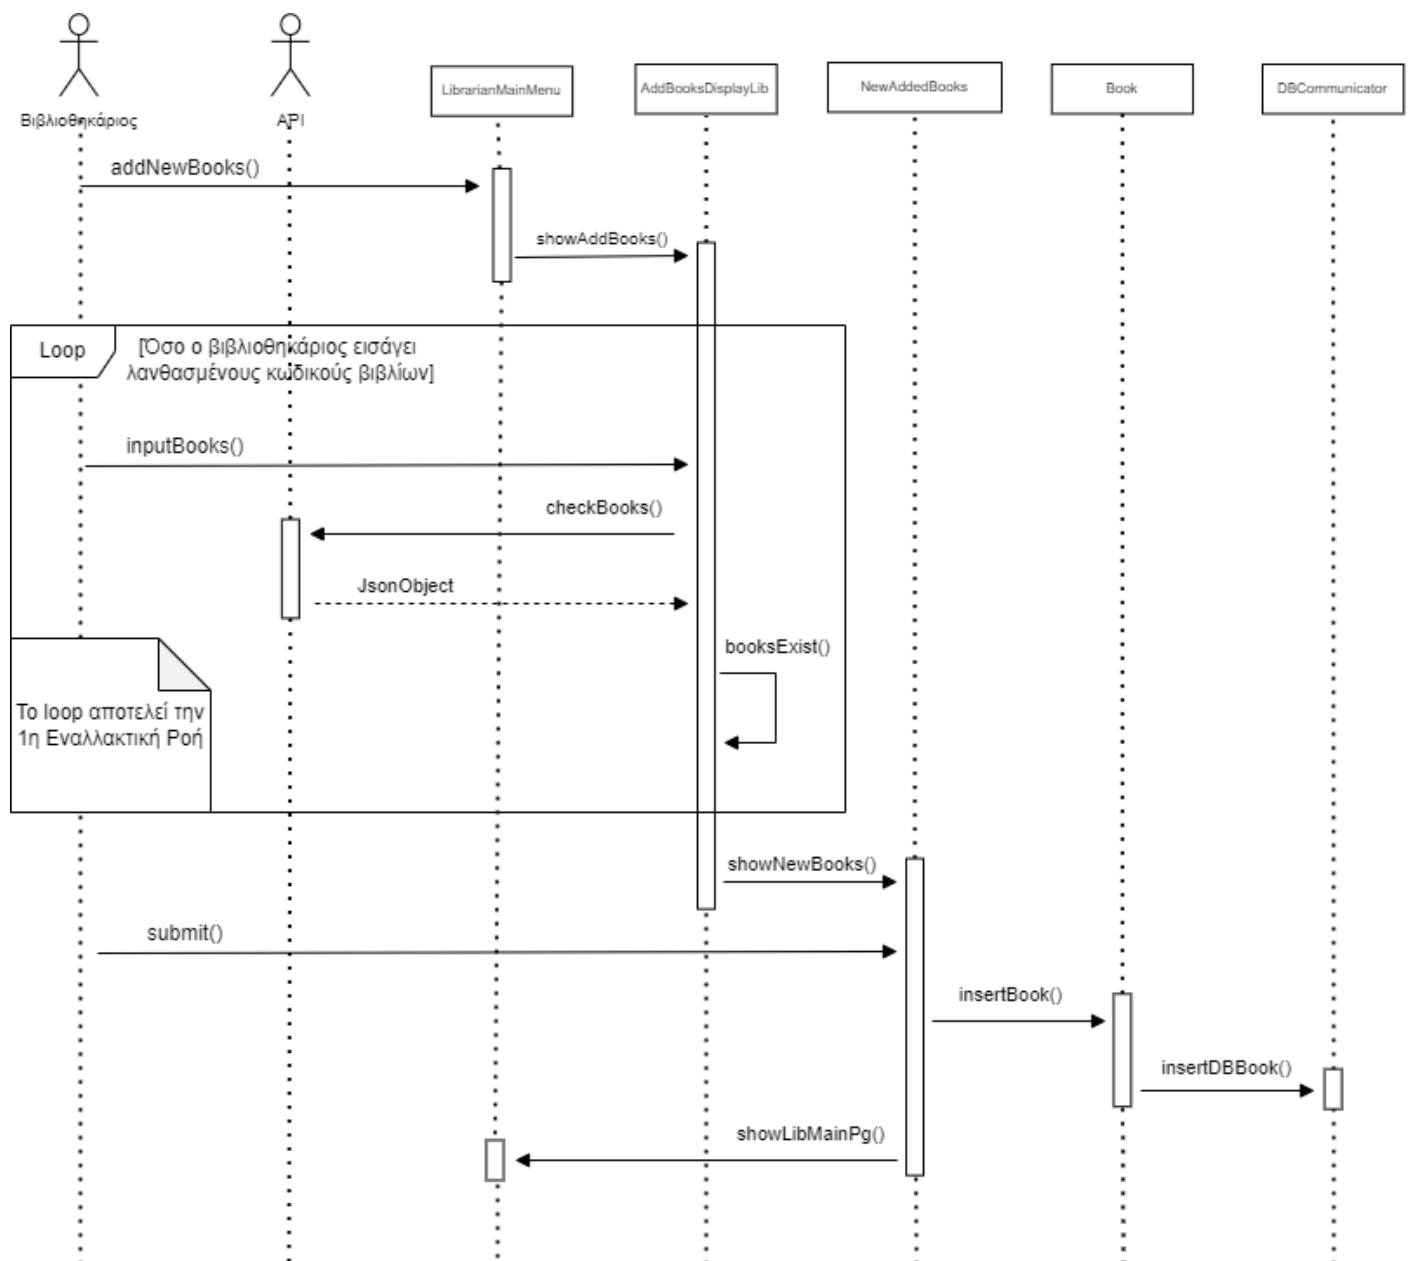 Βιβλιοθηκάριος
API
LibrarianMainMenu
AddBooksDisplayLib
NewAddedBooks
Book
DBCommunicator
addNewBooks()
showAddBooks()
Loop
[Όσο ο βιβλιοθηκάριος εισάγει
λανθασμένους κωδικούς βιβλίων]
inputBooks()
checkBooks()
JsonObject
booksExist()
Το loop αποτελεί την
1η Εναλλακτική Ροή
showNewBooks()
submit()
insertBook()
insertDBBook()
showLibMainPg()